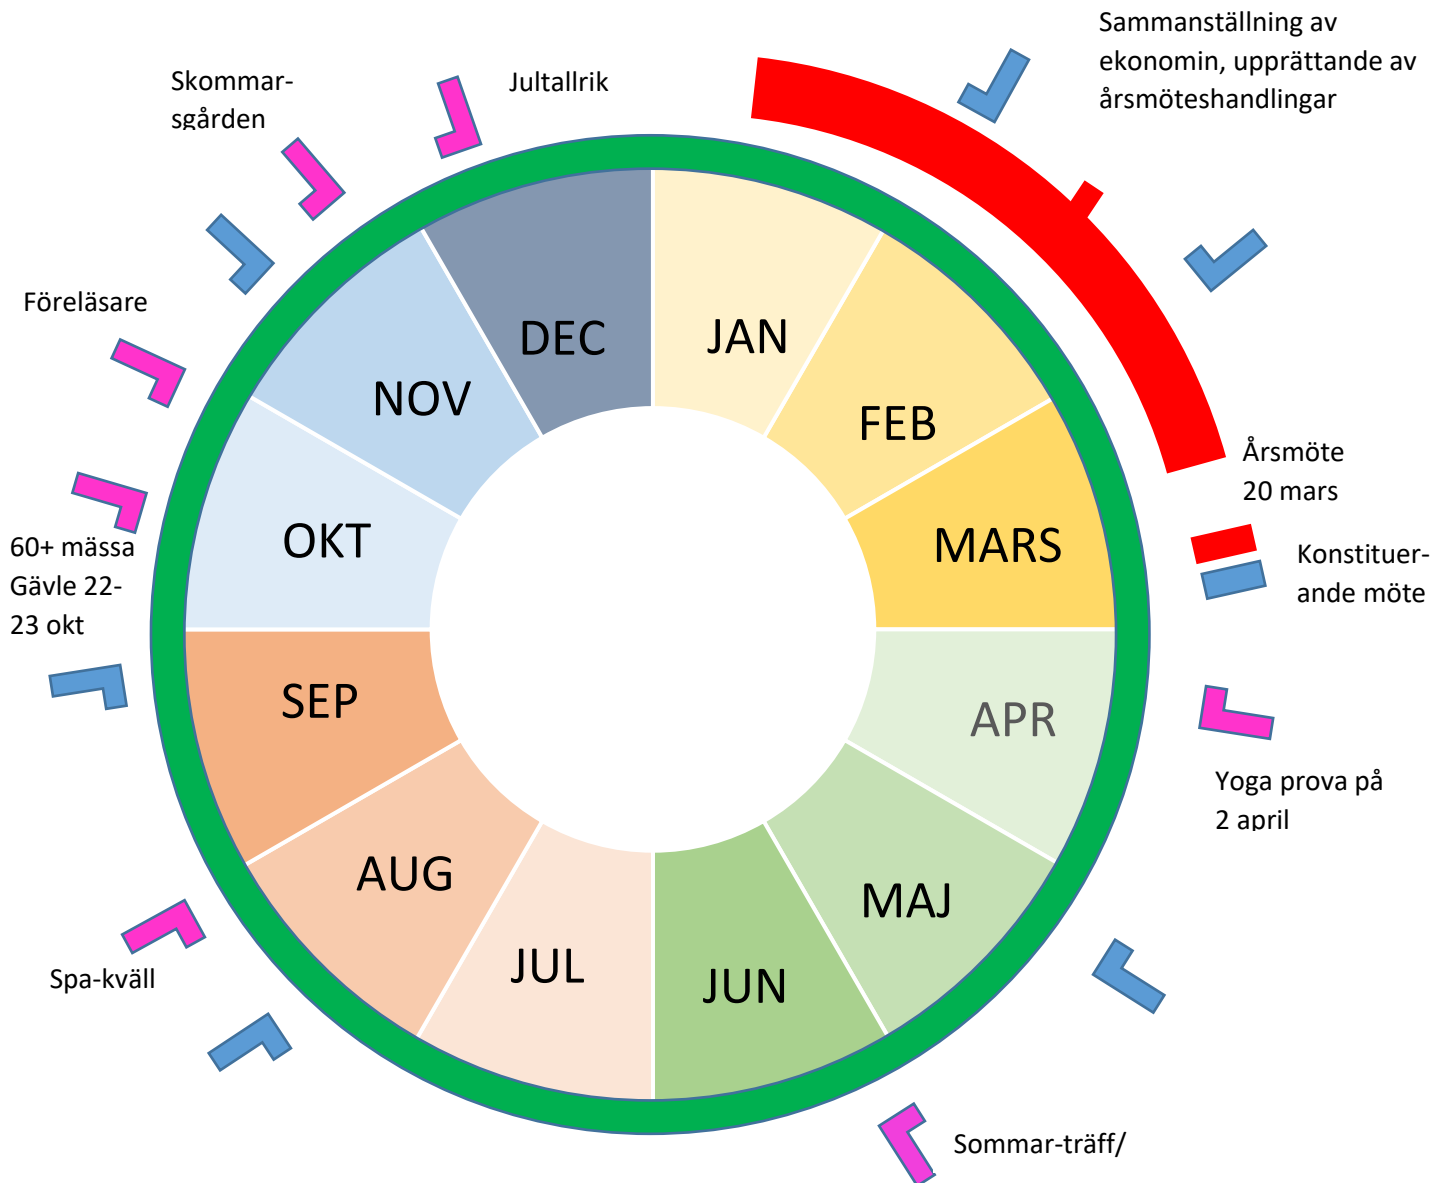 Sammanställning av
ekonomin, upprättande av
årsmöteshandlingar
Skommar-
sgården
Jultallrik
Föreläsare
DEC
JAN
NOV
FEB
OKT
MARS
Årsmöte
20 mars
Konstituer-
ande möte
60+ mässa
Gävle 22-
23 okt
SEP
APR
Yoga prova på
2 april
AUG
MAJ
JUL
JUN
Spa-kväll
Sommar-träff/